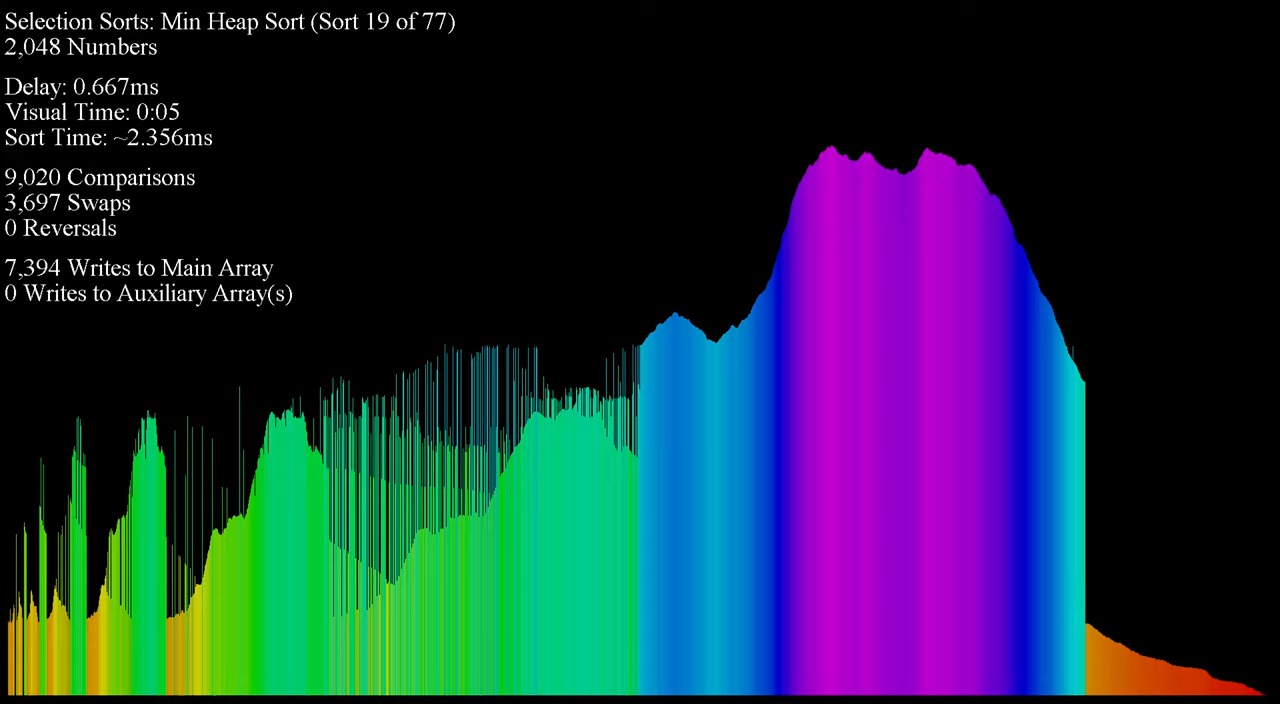 Selection Sorts: Min Heap Sort (Sort 19 of 77)
2,048 Numbers
Delay: 0.667ms
Visual Time: 0:05
Sort Time: ~2.356ms
9,020 Comparisons
3,697 Swaps
0 Reversals
7,394 Writes to Main Array
0 Writes to Auxiliary Array(s)